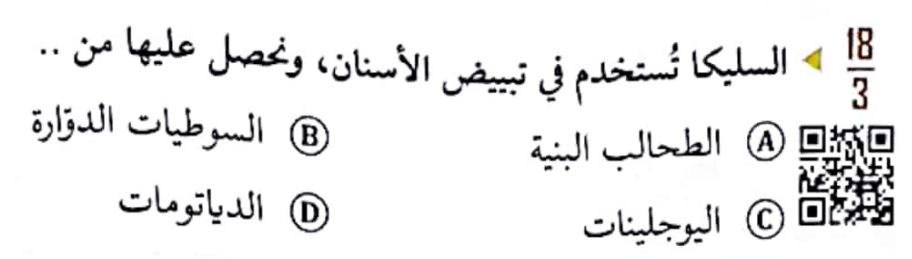 18/3 ◄ السليكا تُستخدم في تبييض الأسنان، ونحصل عليها من ..
A الطحالب البنية B السوطيات الدوّارة
C اليوجلينات D الدياتومات